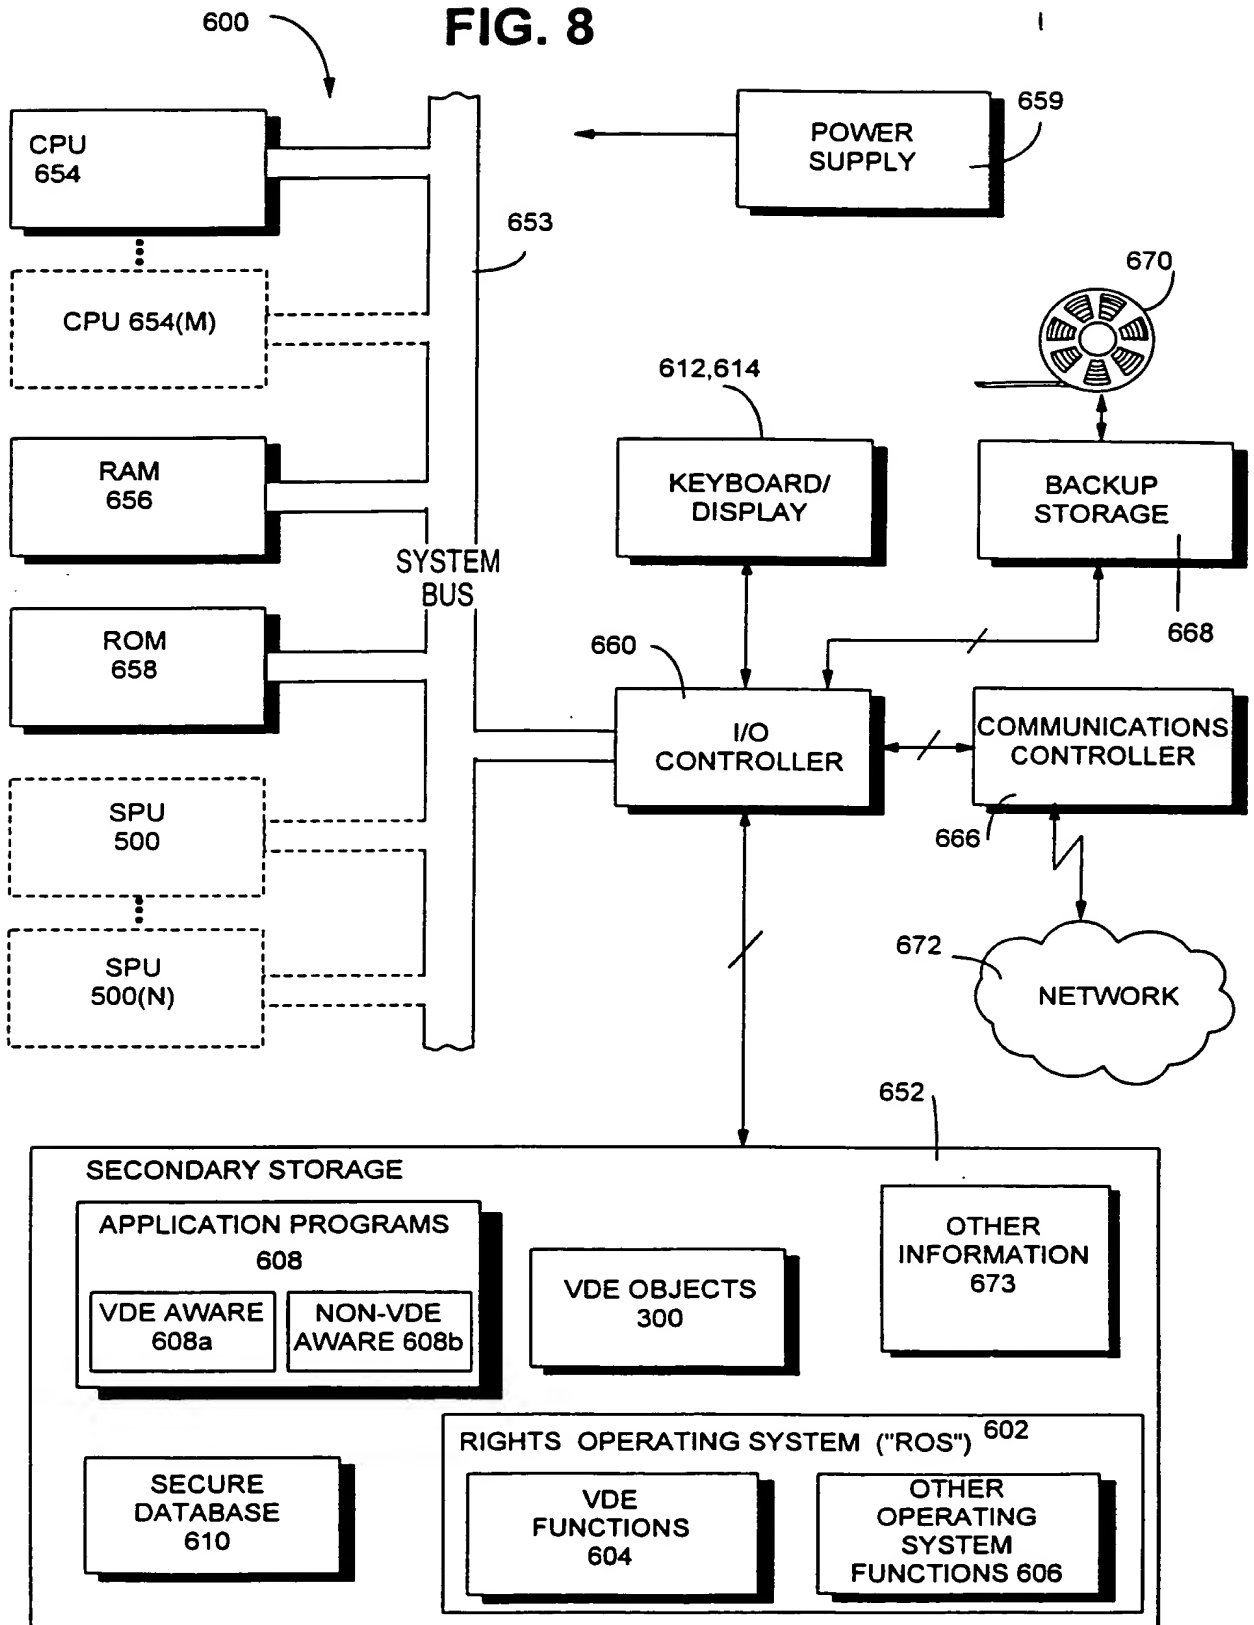 600
FIG. 8
CPU
654
POWER
SUPPLY
659
653
CPU 654(M)
670
612,614
RAM
656
KEYBOARD/
DISPLAY
BACKUP
STORAGE
SYSTEM
BUS
668
ROM
658
660
I/O
CONTROLLER
COMMUNICATIONS
CONTROLLER
SPU
500
666
SPU
500(N)
672
NETWORK
652
SECONDARY STORAGE
APPLICATION PROGRAMS
608
VDE AWARE
608a
NON-VDE
AWARE 608b
VDE OBJECTS
300
OTHER
INFORMATION
673
SECURE
DATABASE
610
RIGHTS OPERATING SYSTEM ("ROS") 602
VDE
FUNCTIONS
604
OTHER
OPERATING
SYSTEM
FUNCTIONS 606